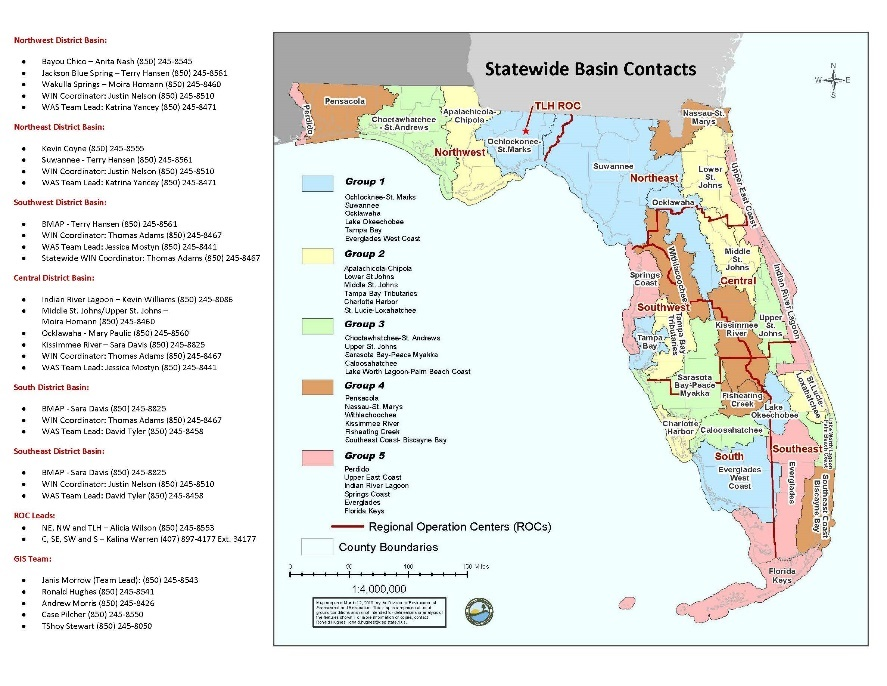 Northwest District Basin:
● Bayou Chico – Anita Nash (850) 245-8545
● Jackson Blue Spring – Terry Hansen (850) 245-8561
● Wakulla Springs – Moira Homann (850) 245-8460
● WIN Coordinator: Justin Nelson (850) 245-8510
● WAS Team Lead: Katrina Yancey (850) 245-8471
Northeast District Basin:
● Kevin Coyne (850) 245-8555
● Suwannee - Terry Hansen (850) 245-8561
● WIN Coordinator: Justin Nelson (850) 245-8510
● WAS Team Lead: Katrina Yancey (850) 245-8471
Southwest District Basin:
● BMAP - Terry Hansen (850) 245-8561
● WIN Coordinator: Thomas Adams (850) 245-8467
● WAS Team Lead: Jessica Mostyn (850) 245-8441
● Statewide WIN Coordinator: Thomas Adams (850) 245-8467
Central District Basin:
● Indian River Lagoon – Kevin Williams (850) 245-8086
● Middle St. Johns/Upper St. Johns –
Moira Homann (850) 245-8460
● Ocklawaha - Mary Paulic (850) 245-8560
● Kissimmee River – Sara Davis (850) 245-8825
● WIN Coordinator: Thomas Adams (850) 245-8467
● WAS Team Lead: Jessica Mostyn (850) 245-8441
South District Basin:
● BMAP - Sara Davis (850) 245-8825
● WIN Coordinator: Thomas Adams (850) 245-8467
● WAS Team Lead: David Tyler (850) 245-8458
Southeast District Basin:
● BMAP - Sara Davis (850) 245-8825
● WIN Coordinator: Justin Nelson (850) 245-8510
● WAS Team Lead: David Tyler (850) 245-8458
ROC Leads:
● NE, NW and TLH – Alicia Wilson (850) 245-8553
● C, SE, SW and S – Kalina Warren (407) 897-4177 Ext. 34177
GIS Team:
● Janis Morrow (Team Lead): (850) 245-8543
● Ronald Hughes (850) 245-8541
● Andrew Morris (850) 245-8426
● Case Pilcher (850) 245-8550
● TShoy Stewart (850) 245-8050
Statewide Basin Contacts
N
W
E
S
Perdido
Pensacola
Choctawhatchee
- St.Andrews
Apalachicola-
Chipola
Northwest
TLH ROC
Ochlockonee-
St.Marks
Suwannee
Nassau-St.
Marys
Northeast
Lower
St.
Johns
Upper East Coast
Ocklawaha
Middle
St.
Johns
Central
Withlacoochee
Springs
Coast
Southwest
Tampa Bay
Tributaries
Tampa
Bay
Kissimmee
River
Upper
St.
Johns
Indian River Lagoon
Sarasota
Bay-Peace
Myakka
Fisheating
Creek
St.Lucie-
Loxahatchee
Lake
Okeechobee
Charlotte
Harbor
Caloosahatchee
Lake Worth Lagoon-
Palm Beach Coast
South
Southeast
Everglades
West
Coast
Everglades
Southeast Coast
Biscayne Bay
Florida
Keys
Group 1
Ochlocknee-St. Marks
Suwannee
Ocklawaha
Lake Okeechobee
Tampa Bay
Everglades West Coast
Group 2
Apalachicola-Chipola
Lower St Johns
Middle St. Johns
Tampa Bay Tributaries
Charlotte Harbor
St. Lucie-Loxahatchee
Group 3
Choctawhatchee-St. Andrews
Upper St. Johns
Sarasota Bay-Peace Myakka
Caloosahatchee
Lake Worth Lagoon-Palm Beach Coast
Group 4
Pensacola
Nassau-St. Marys
Withlacoochee
Kissimmee River
Fisheating Creek
Southeast Coast- Biscayne Bay
Group 5
Perdido
Upper East Coast
Indian River Lagoon
Springs Coast
Everglades
Florida Keys
Regional Operation Centers (ROCs)
County Boundaries
0 50 100 150 Miles
1:4,000,000